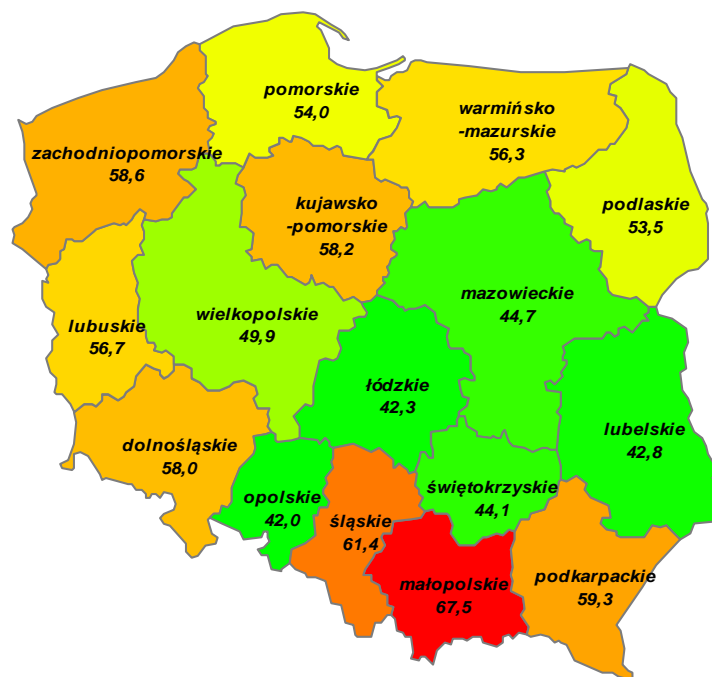 pomorskie
54,0
warmińsko
-mazurskie
56,3
zachodniopomorskie
58,6
kujawsko
-pomorskie
58,2
podlaskie
53,5
mazowieckie
44,7
wielkopolskie
49,9
lubuskie
56,7
łódzkie
42,3
lubelskie
42,8
dolnośląskie
58,0
opolskie
42,0
śląskie
61,4
świętokrzyskie
44,1
małopolskie
67,5
podkarpackie
59,3